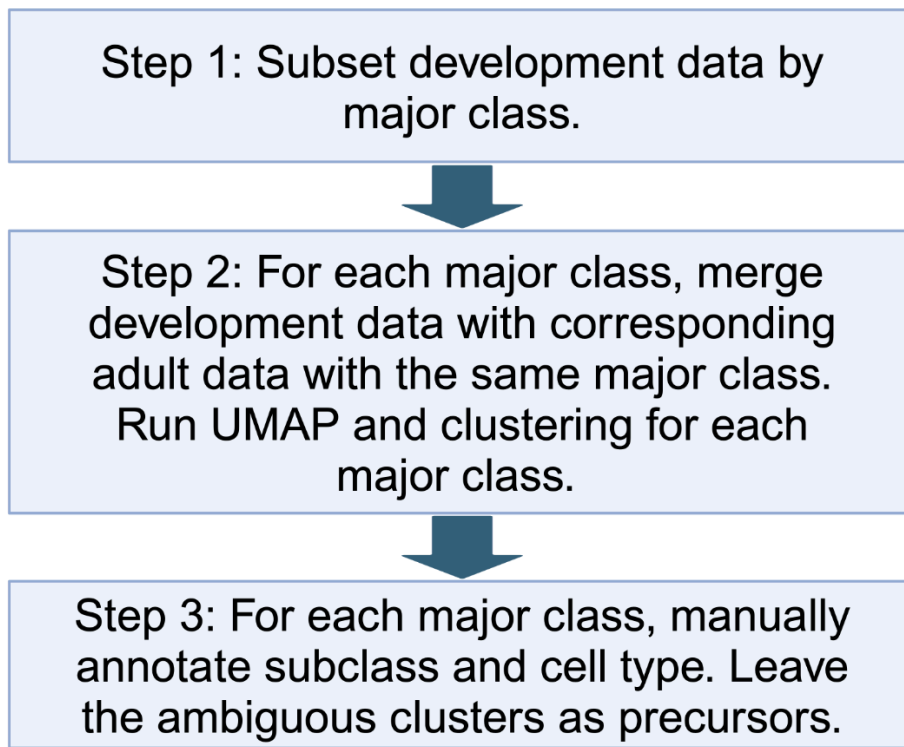 Step 1: Subset development data by
major class.
Step 2: For each major class, merge
development data with corresponding
adult data with the same major class.
Run UMAP and clustering for each
major class.
Step 3: For each major class, manually
annotate subclass and cell type. Leave
the ambiguous clusters as precursors.